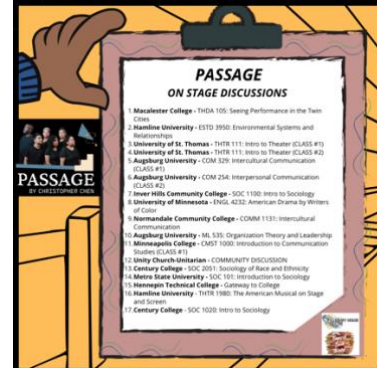 PASSAGE
ON STAGE DISCUSSIONS
1. Macalester College - THDA 105: Seeing Performance in the Twin
Cities
2. Hamline University - ESTD 3950: Environmental Systems and
Relationships
3. University of St. Thomas - THTR 111: Intro to Theater (CLASS #1)
4. University of St. Thomas - THTR 111: Intro to Theater (CLASS #2)
5. Augsburg University - COM 329: Intercultural Communication
(CLASS #1)
6. Augsburg University - COM 254: Interpersonal Communication
(CLASS #2)
7. Inver Hills Community College - SOC 1100: Intro to Sociology
8. University of Minnesota - ENGL 4232: American Drama by Writers
of Color
9. Normandale Community College - COMM 1131: Intercultural
Communication
10. Augsburg University - ML 535: Organization Theory and Leadership
11. Minneapolis College - CMST 1000: Introduction to Communication
Studies (CLASS #1)
12. Unity Church-Unitarian - COMMUNITY DISCUSSION
13. Century College - SOC 2051: Sociology of Race and Ethnicity
14. Metro State University - SOC 101: Introduction to Sociology
15. Hennepin Technical College - Gateway to College
16. Hamline University - THTR 1980: The American Musical on Stage
and Screen
17. Century College - SOC 1020: Intro to Sociology
PASSAGE
BY CHRISTOPHER CHEN